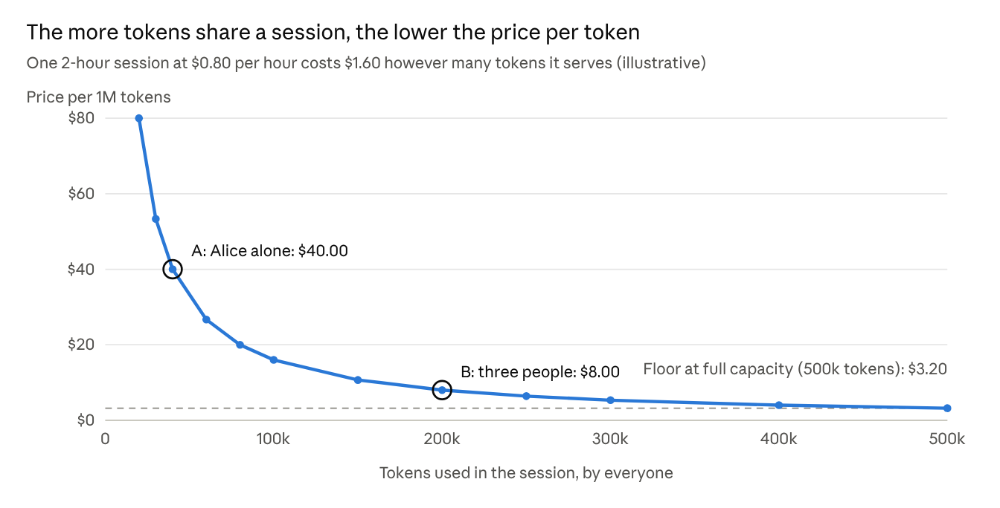 The more tokens share a session, the lower the price per token
One 2-hour session at $0.80 per hour costs $1.60 however many tokens it serves (illustrative)
Price per 1M tokens
$80
$60
A: Alice alone: $40.00
$40
$20
B: three people: $8.00
Floor at full capacity (500k tokens): $3.20
$0
0
100k
200k
300k
400k
500k
Tokens used in the session, by everyone